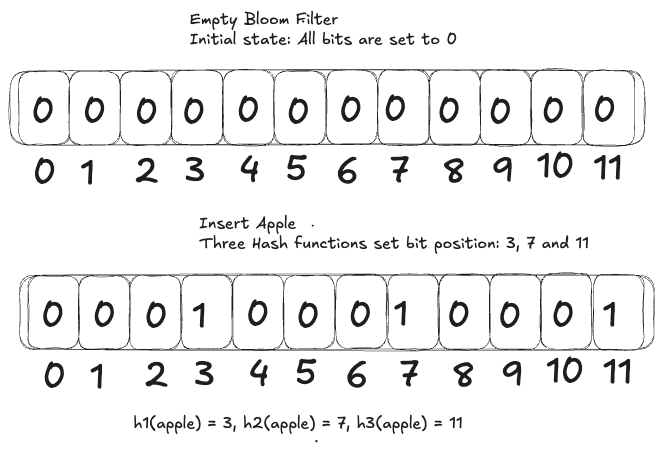 Empty Bloom Filter
Initial state: All bits are set to 0
0 0 0 0 0 0 0 0 0 0 0 0
0 1 2 3 4 5 6 7 8 9 10 11
Insert Apple
Three Hash functions set bit position: 3, 7 and 11
0 0 0 1 0 0 0 1 0 0 0 1
0 1 2 3 4 5 6 7 8 9 10 11
h1(apple) = 3, h2(apple) = 7, h3(apple) = 11